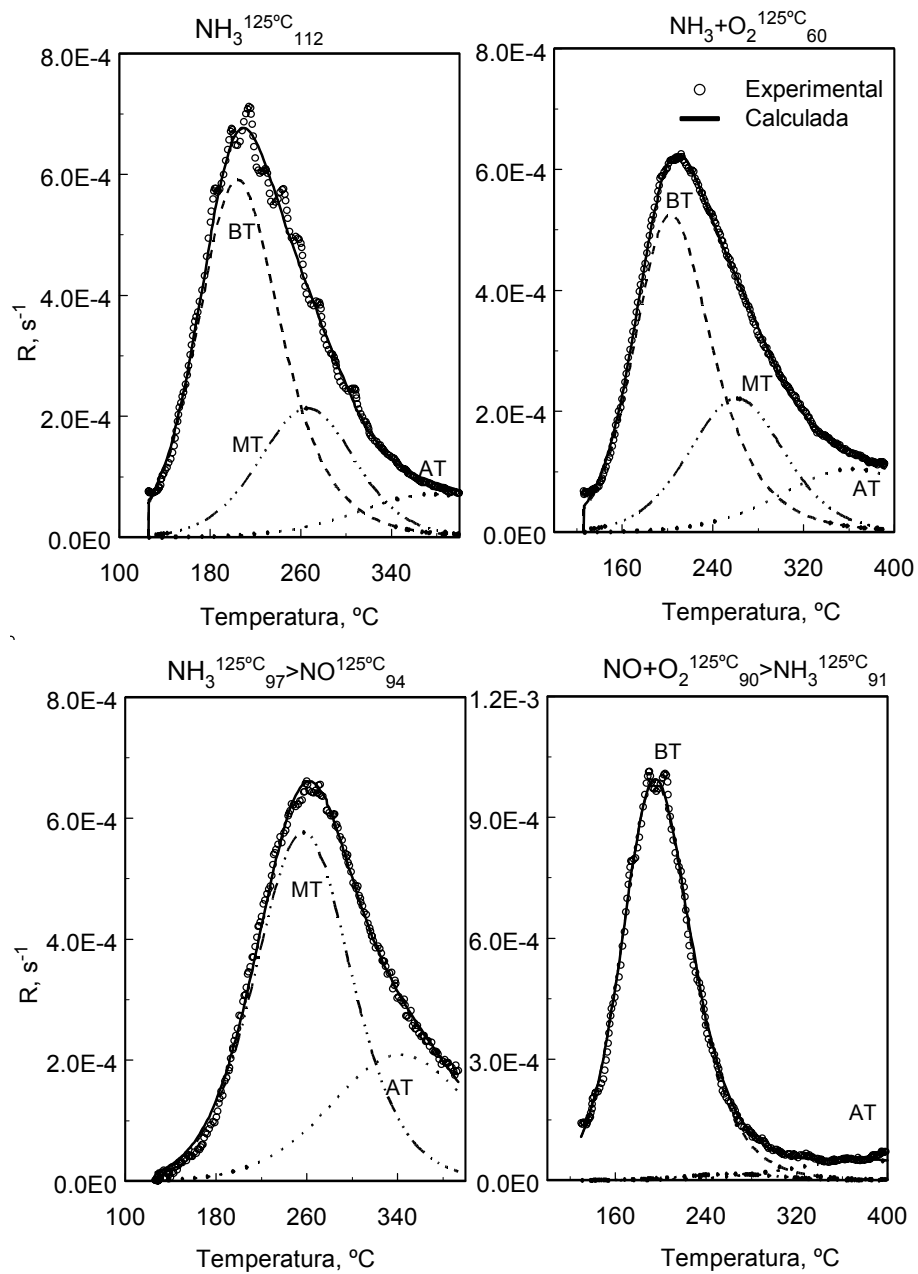 NH₃¹²⁵ºC₁₁₂
8.0E-4
6.0E-4
4.0E-4
2.0E-4
0.0E0
R, s⁻¹
BT
MT
AT
100 180 260 340
Temperatura, ºC
NH₃+O₂¹²⁵ºC₆₀
8.0E-4
6.0E-4
4.0E-4
2.0E-4
0.0E0
Experimental
Calculada
BT
MT
AT
160 240 320 400
Temperatura, ºC
NH₃¹²⁵ºC₉₇>NO¹²⁵ºC₉₄
8.0E-4
6.0E-4
4.0E-4
2.0E-4
0.0E0
R, s⁻¹
MT
AT
100 180 260 340
Temperatura, ºC
NO+O₂¹²⁵ºC₉₀>NH₃¹²⁵ºC₉₁
1.2E-3
9.0E-4
6.0E-4
3.0E-4
0.0E0
BT
AT
160 240 320 400
Temperatura, ºC